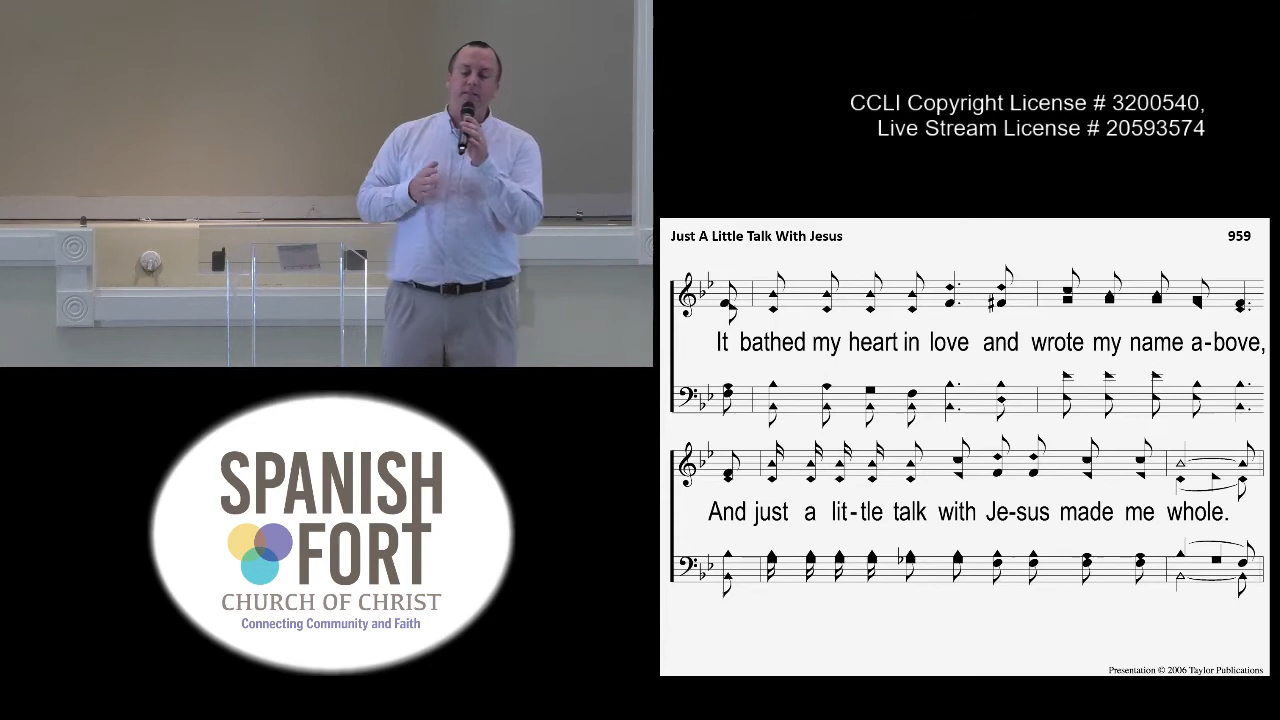 CCLI Copyright License # 3200540,
Live Stream License # 20593574
Just A Little Talk With Jesus 959
It bathed my heart in love and wrote my name a-bove,
And just a lit-tle talk with Je-sus made me whole.
Presentation © 2006 Taylor Publications
SPANISH
FORT
CHURCH OF CHRIST
Connecting Community and Faith